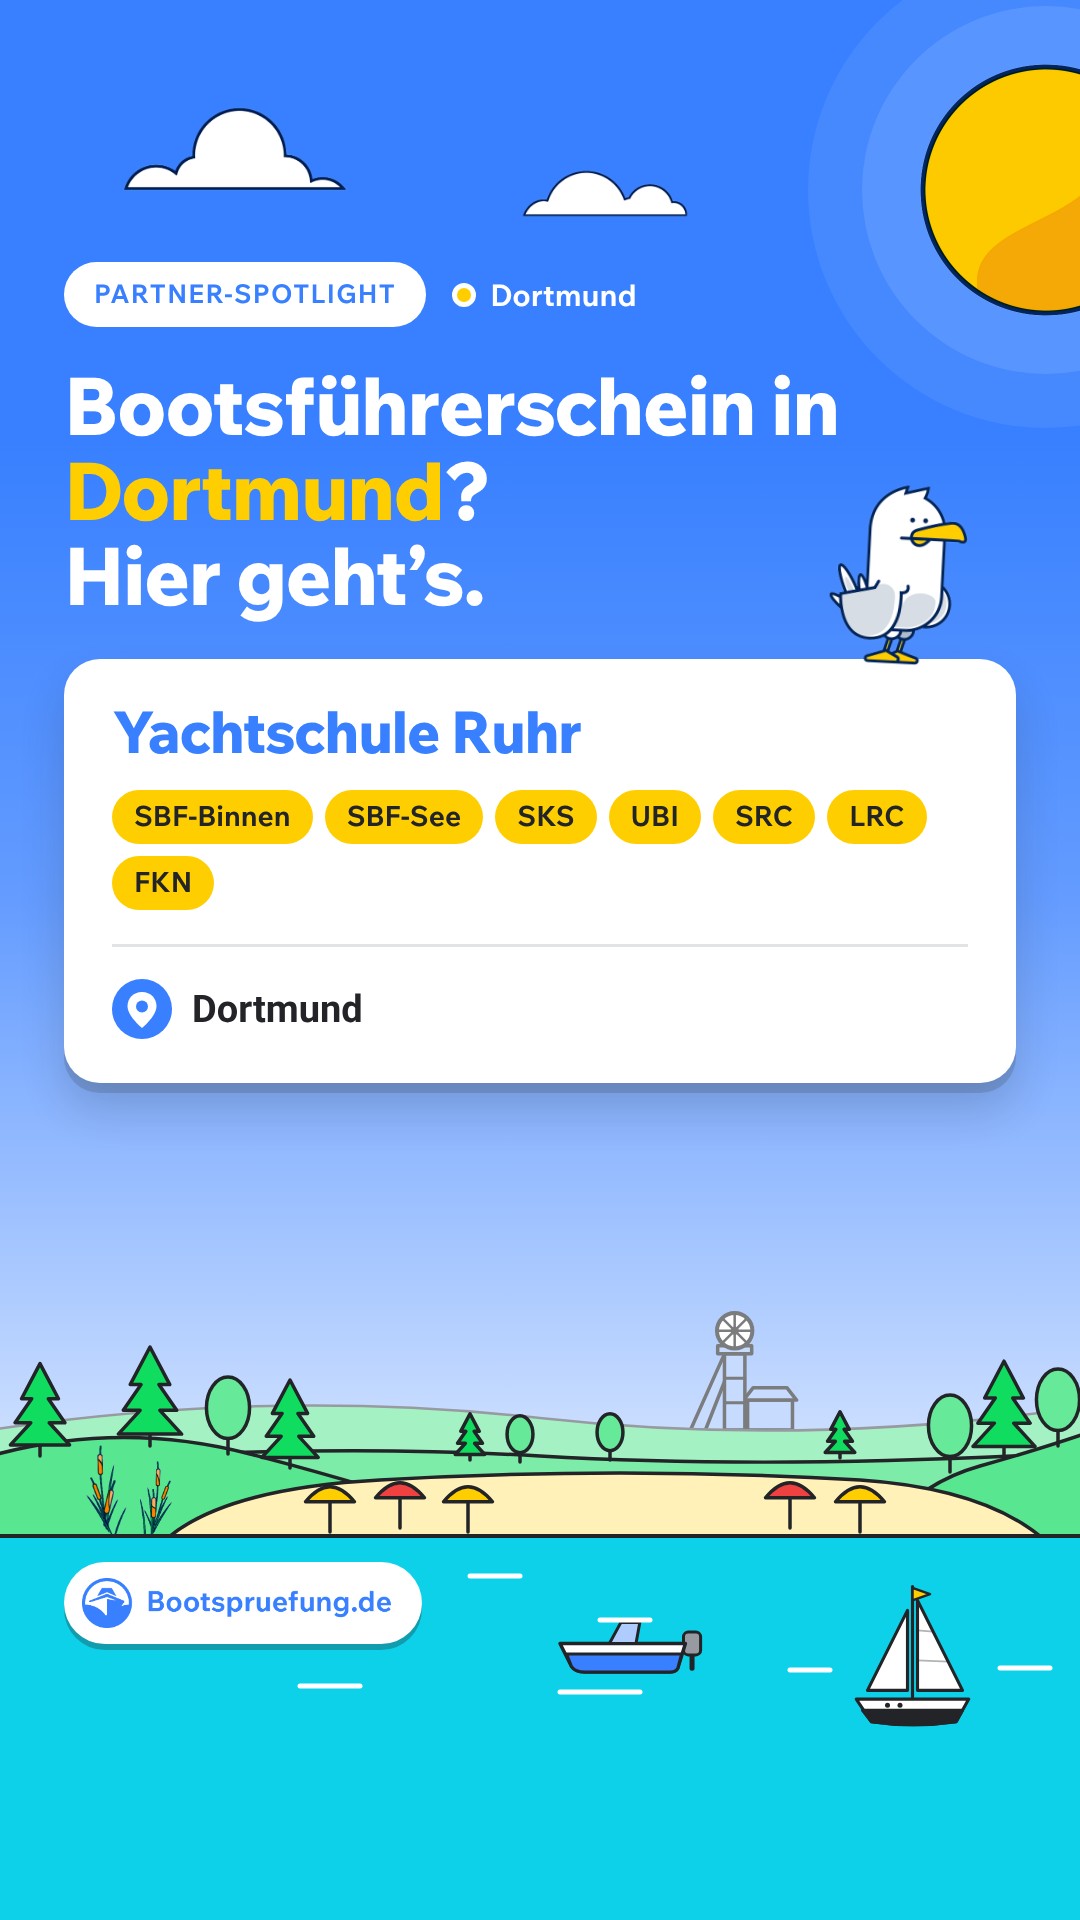 PARTNER-SPOTLIGHT
Dortmund
Bootsführerschein in
Dortmund?
Hier geht’s.
Yachtschule Ruhr
SBF-Binnen SBF-See SKS UBI SRC LRC
FKN
Dortmund
Bootspruefung.de